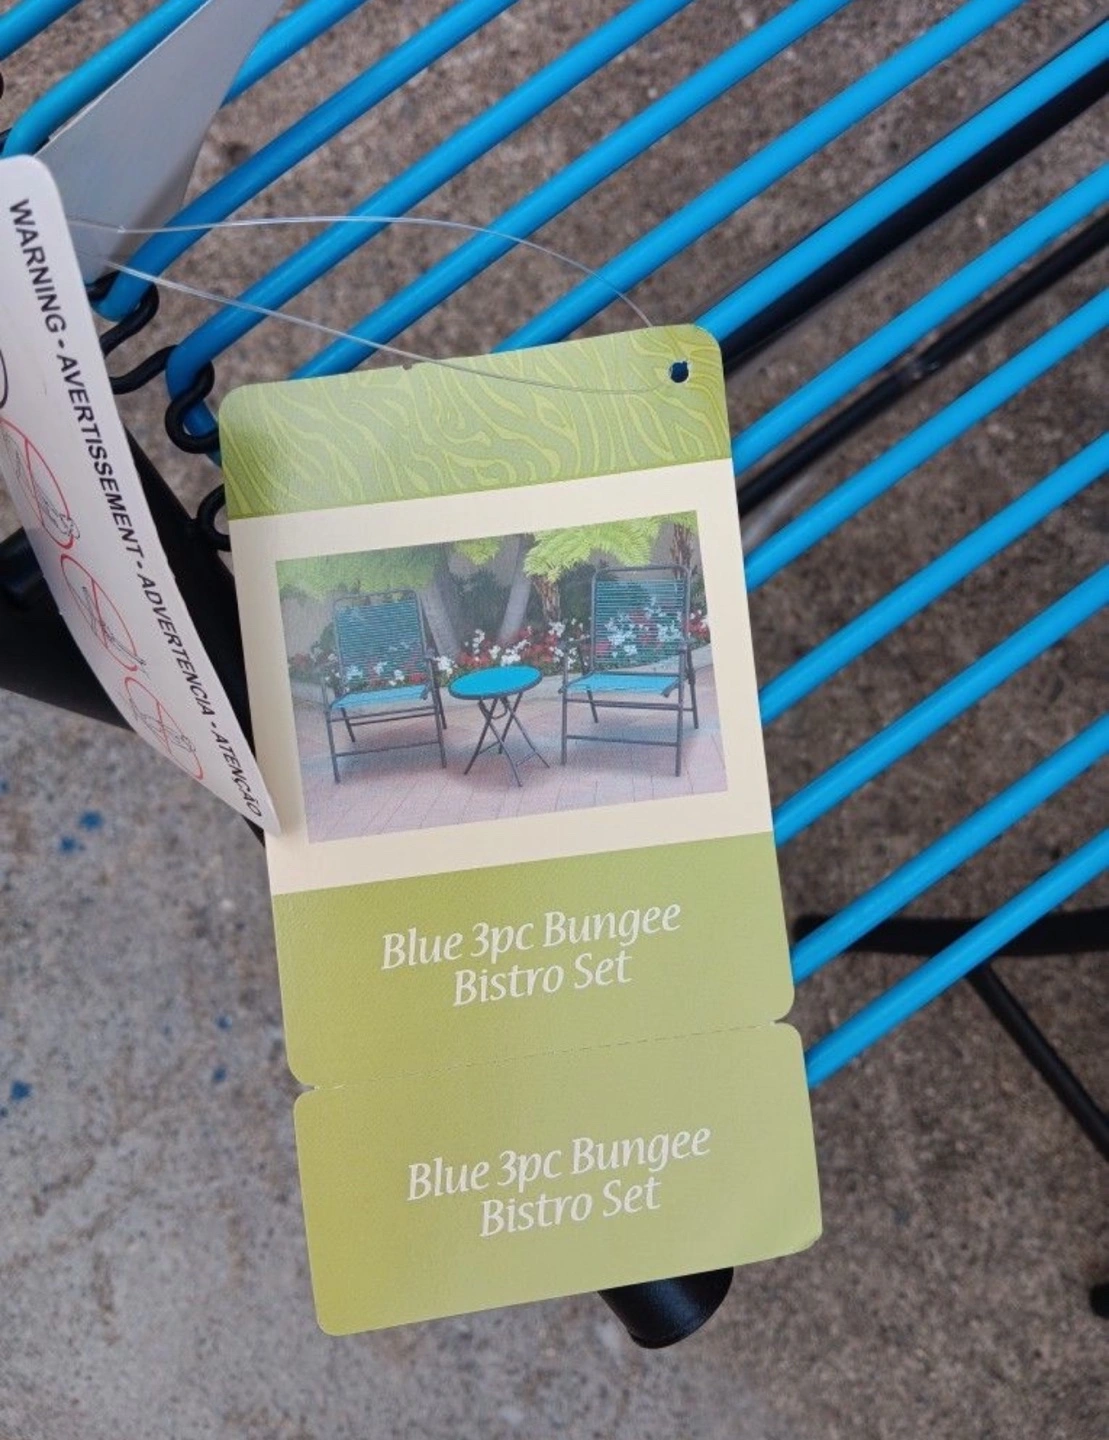 WARNING - AVERTISSEMENT - ADVERTENCIA - ATENÇÃO
Blue 3pc Bungee
Bistro Set
Blue 3pc Bungee
Bistro Set